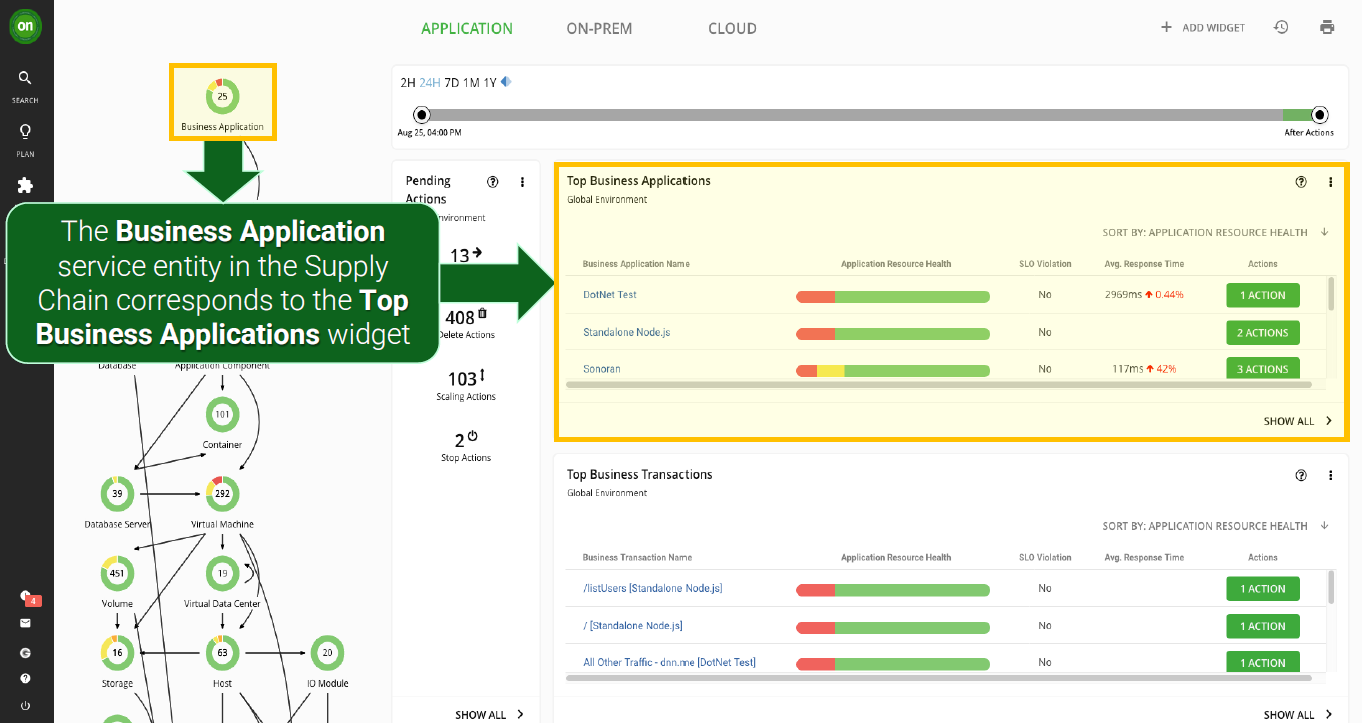 on
SEARCH
PLAN
4
25
Business Application
The Business Application
service entity in the Supply
Chain corresponds to the Top
Business Applications widget
Database
Application Component
101
Container
39
Database Server
292
Virtual Machine
451
Volume
19
Virtual Data Center
16
Storage
63
Host
20
IO Module
APPLICATION
ON-PREM
CLOUD
ADD WIDGET
2H 24H 7D 1M 1Y
Aug 25, 04:00 PM
After Actions
Pending
Actions
13
408
Delete Actions
103
Scaling Actions
2
Stop Actions
SHOW ALL
Top Business Applications
Global Environment
SORT BY: APPLICATION RESOURCE HEALTH
Business Application Name Application Resource Health SLO Violation Avg. Response Time Actions
DotNet Test No 2969ms 0.44% 1 ACTION
Standalone Node.js No 2 ACTIONS
Sonoran No 117ms 42% 3 ACTIONS
SHOW ALL
Top Business Transactions
Global Environment
SORT BY: APPLICATION RESOURCE HEALTH
Business Transaction Name Application Resource Health SLO Violation Avg. Response Time Actions
/listUsers [Standalone Node.js] No 1 ACTION
/ [Standalone Node.js] No 1 ACTION
All Other Traffic - dnn.nne [DotNet Test] No 1 ACTION
SHOW ALL